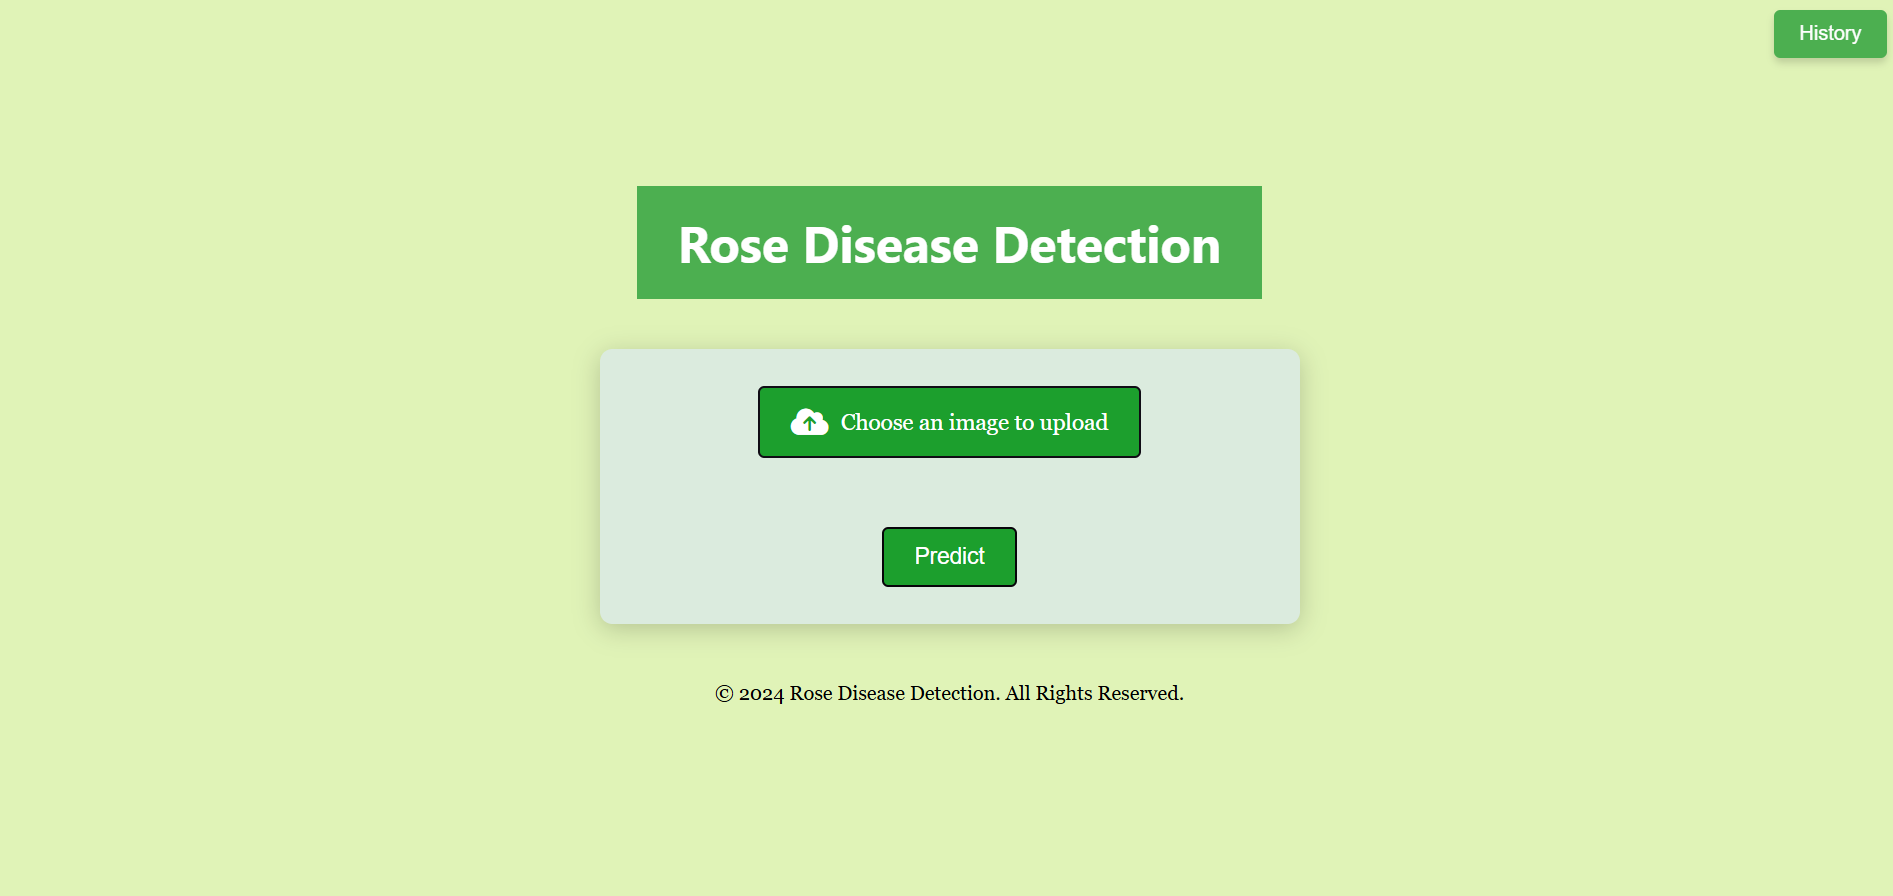 History
Rose Disease Detection
Choose an image to upload
Predict
© 2024 Rose Disease Detection. All Rights Reserved.